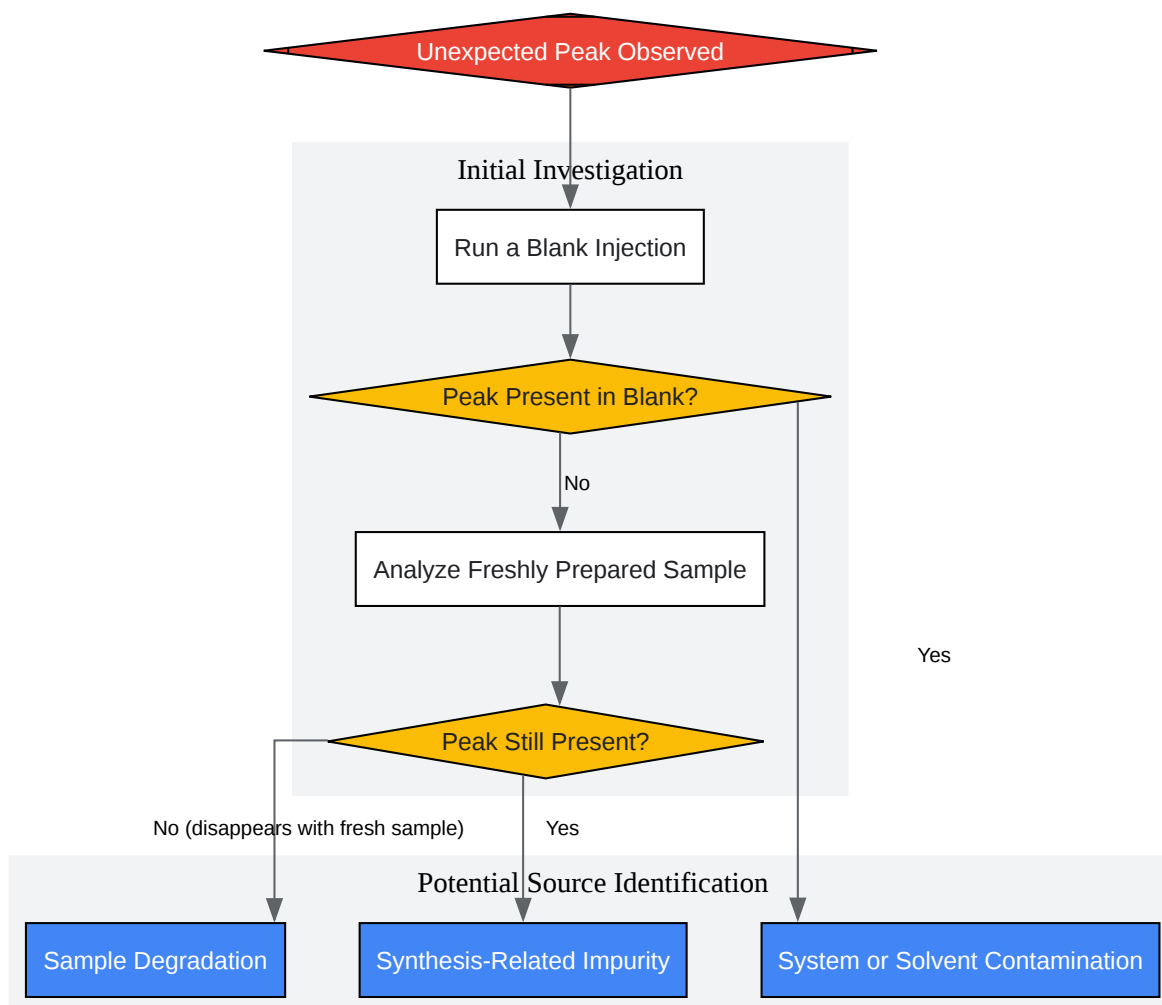 Unexpected Peak Observed
Initial Investigation
Run a Blank Injection
Peak Present in Blank?
No
Analyze Freshly Prepared Sample
Yes
Peak Still Present?
No (disappears with fresh sample)
Yes
Potential Source Identification
Sample Degradation
Synthesis-Related Impurity
System or Solvent Contamination